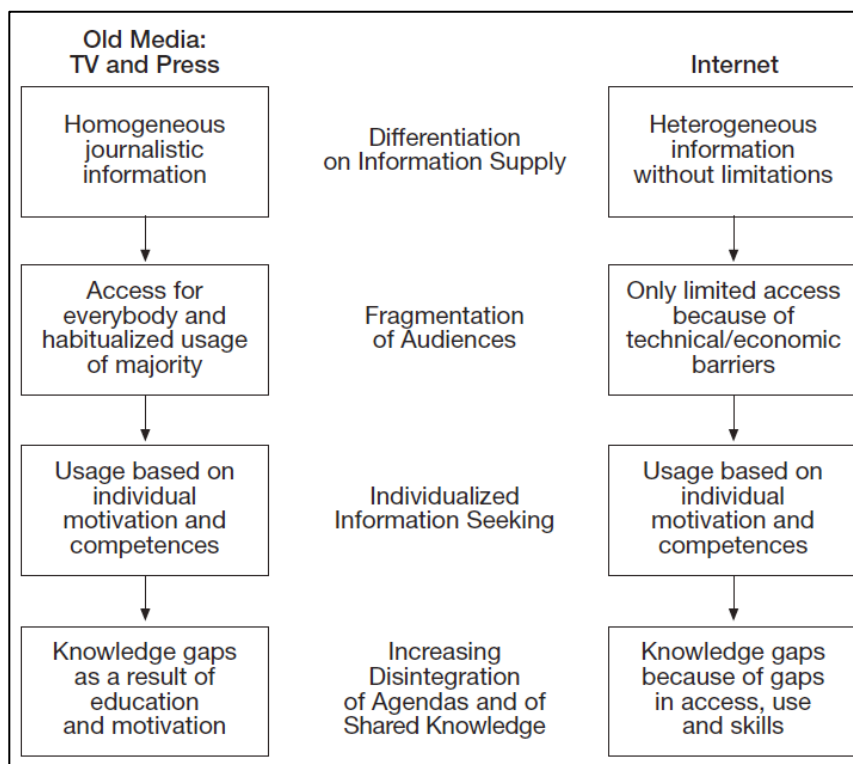 Old Media:
TV and Press
Internet
Homogeneous
journalistic
information
Differentiation
on Information Supply
Heterogeneous
information
without limitations
Access for
everybody and
habitualized usage
of majority
Fragmentation
of Audiences
Only limited access
because of
technical/economic
barriers
Usage based on
individual
motivation and
competences
Individualized
Information Seeking
Usage based on
individual
motivation and
competences
Knowledge gaps
as a result of
education
and motivation
Increasing
Disintegration
of Agendas and of
Shared Knowledge
Knowledge gaps
because of gaps
in access, use
and skills